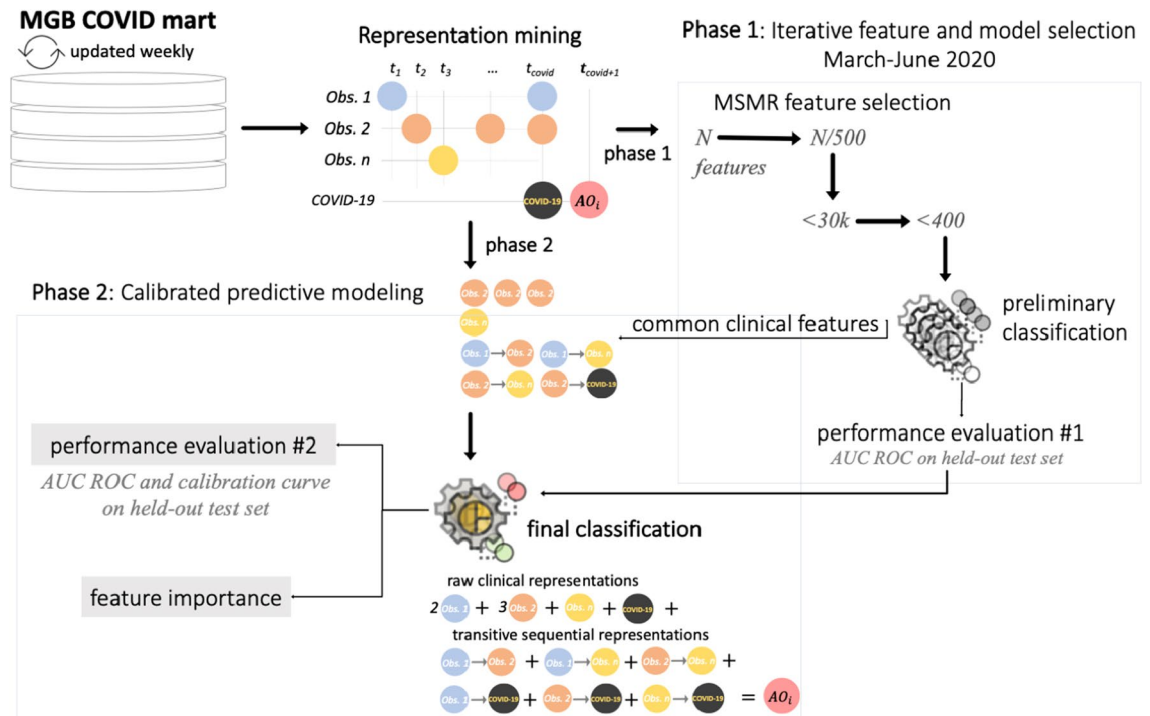 MGB COVID mart
updated weekly
Representation mining
t1 t2 t3 ... tcovid tcovid+1
Obs. 1
Obs. 2
Obs. n
COVID-19
COVID-19 AOi
phase 1
phase 2
Phase 1: Iterative feature and model selection
March-June 2020
MSMR feature selection
N N/500
features
<30k <400
preliminary
classification
common clinical features
performance evaluation #1
AUC ROC on held-out test set
Phase 2: Calibrated predictive modeling
Obs. 2 Obs. 2 Obs. 2
Obs. n
Obs. 1 Obs. 2 Obs. 1 Obs. n
Obs. 2 Obs. n Obs. 2 COVID-19
performance evaluation #2
AUC ROC and calibration curve
on held-out test set
feature importance
final classification
raw clinical representations
2 Obs. 1 + 3 Obs. 2 + Obs. n + COVID-19 +
transitive sequential representations
Obs. 1 Obs. 2 + Obs. 1 Obs. n + Obs. 2 Obs. n +
Obs. 1 COVID-19 + Obs. 2 COVID-19 + Obs. n COVID-19 = AOi